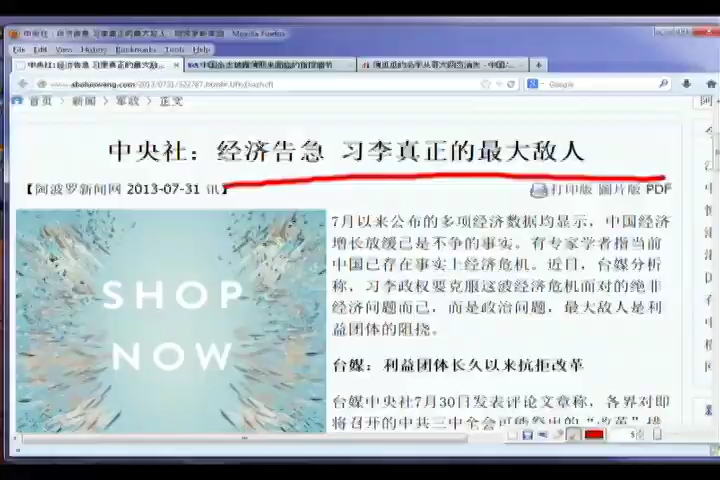 File Edit View History Bookmarks Tools Help
Google
首页 > 新闻 > 军政 > 正文
中央社：经济告急 习李真正的最大敌人
【阿波罗新闻网 2013-07-31 讯】
打印版 圖片版 PDF
7月以来公布的多项经济数据均显示，中国经济
增长放缓已是不争的事实。有专家学者指当前
中国已存在事实上经济危机。近日，台媒分析
称，习李政权要克服这波经济危机面对的绝非
经济问题而已，而是政治问题，最大敌人是利
益团体的阻挠。
SHOP
NOW
台媒：利益团体长久以来抗拒改革
台媒中央社7月30日发表评论文章称，各界对即
将召开的中共三中全会可能祭出的“改革”措